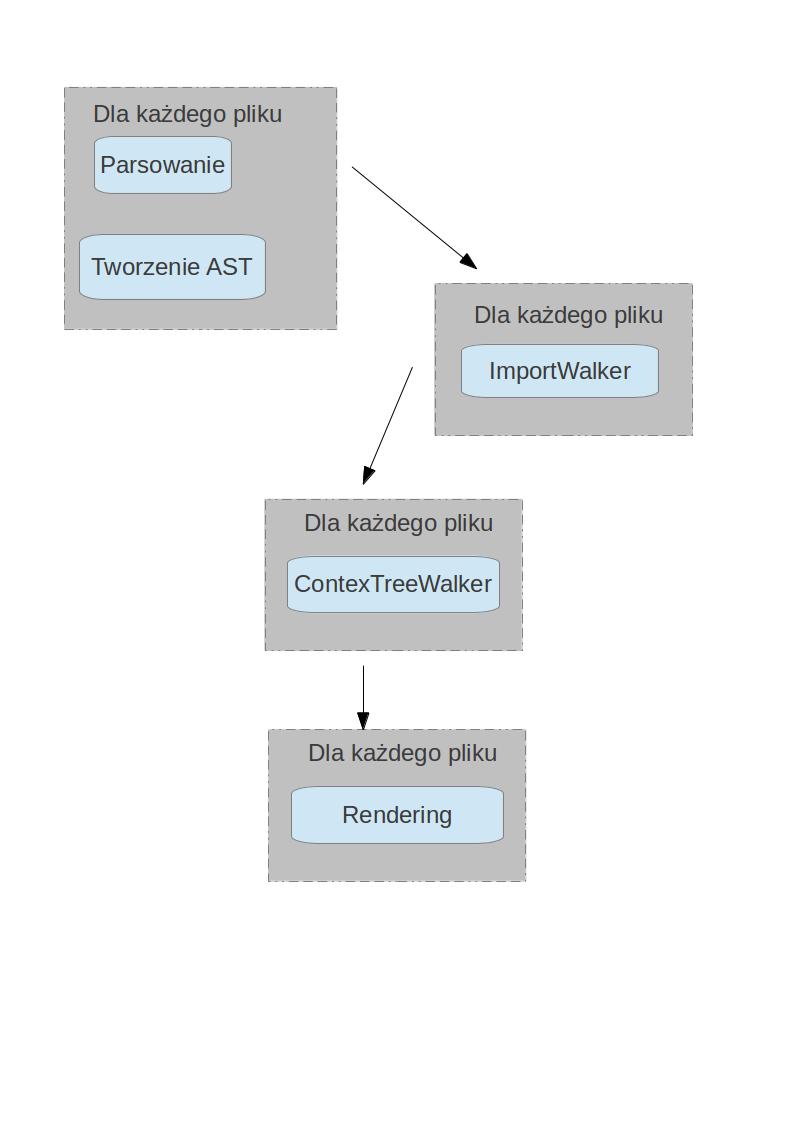 Dla każdego pliku
Parsowanie
Tworzenie AST
Dla każdego pliku
ImportWalker
Dla każdego pliku
ContexTreeWalker
Dla każdego pliku
Rendering